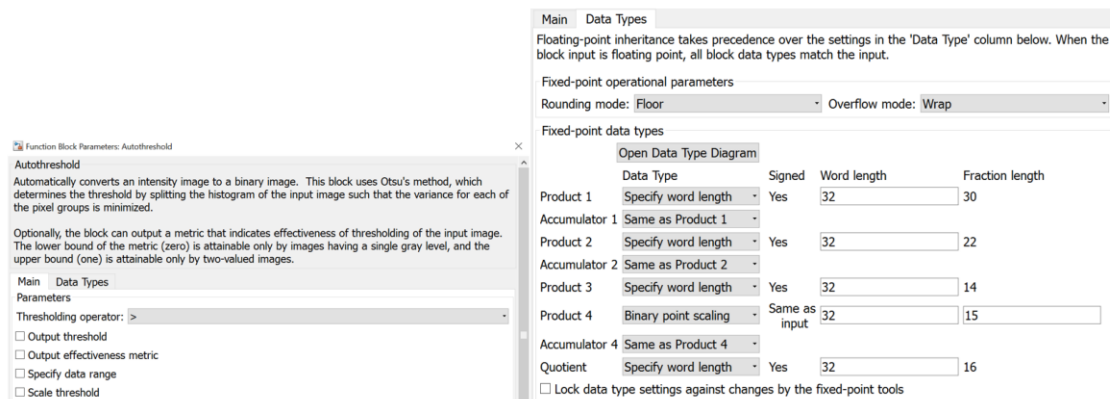 Function Block Parameters: Autothreshold
Autothreshold
Automatically converts an intensity image to a binary image. This block uses Otsu's method, which
determines the threshold by splitting the histogram of the input image such that the variance for each of
the pixel groups is minimized.
Optionally, the block can output a metric that indicates effectiveness of thresholding of the input image.
The lower bound of the metric (zero) is attainable only by images having a single gray level, and the
upper bound (one) is attainable only by two-valued images.
Main Data Types
Parameters
Thresholding operator: >
Output threshold
Output effectiveness metric
Specify data range
Scale threshold
Main Data Types
Floating-point inheritance takes precedence over the settings in the 'Data Type' column below. When the
block input is floating point, all block data types match the input.
Fixed-point operational parameters
Rounding mode: Floor Overflow mode: Wrap
Fixed-point data types
Open Data Type Diagram
Data Type Signed Word length Fraction length
Product 1 Specify word length Yes 32 30
Accumulator 1 Same as Product 1
Product 2 Specify word length Yes 32 22
Accumulator 2 Same as Product 2
Product 3 Specify word length Yes 32 14
Product 4 Binary point scaling Same as input 32 15
Accumulator 4 Same as Product 4
Quotient Specify word length Yes 32 16
Lock data type settings against changes by the fixed-point tools